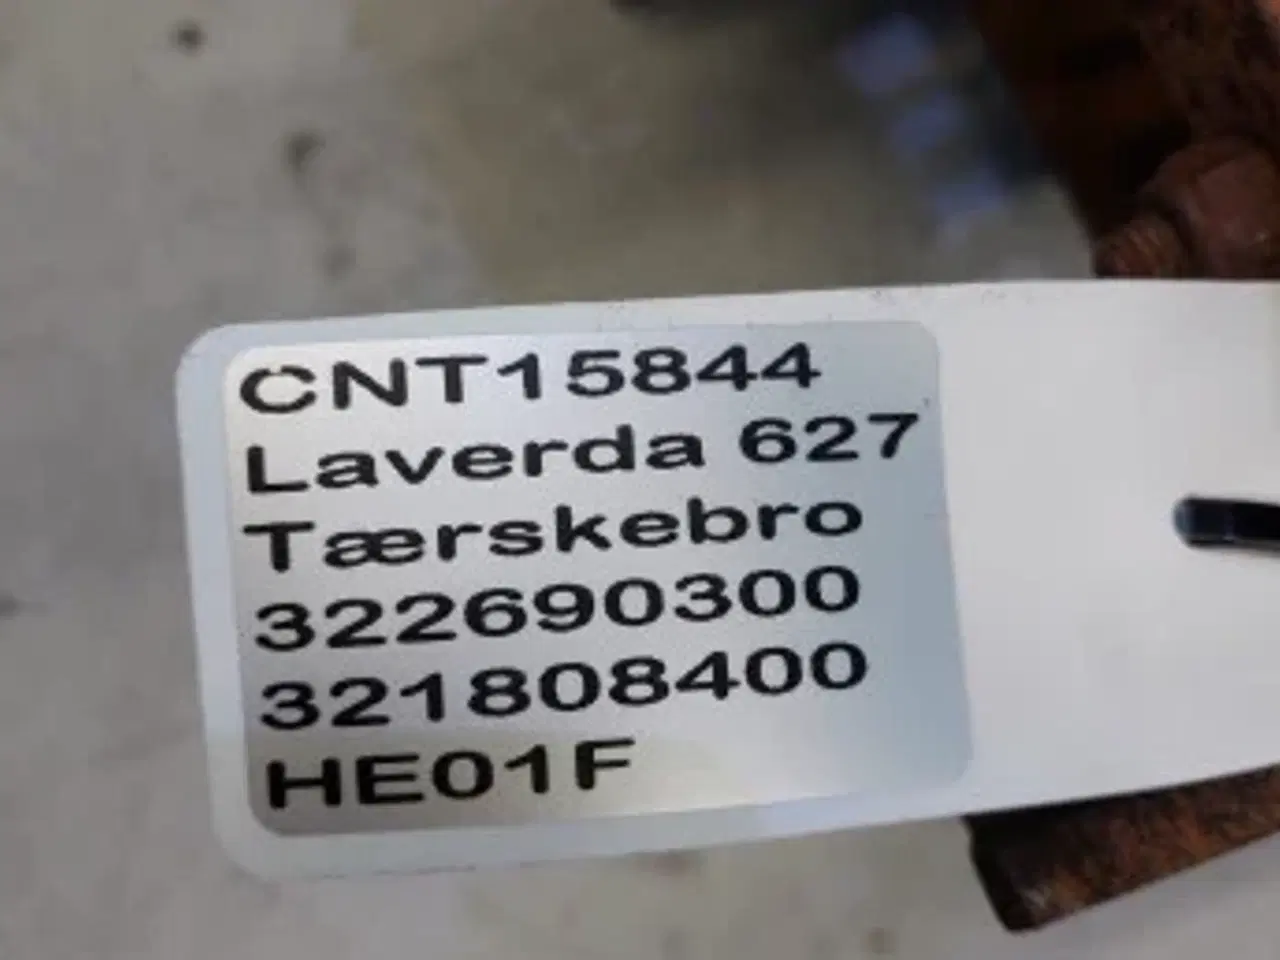 CNT15844
Laverda 627
Tærskebro
322690300
321808400
HE01F